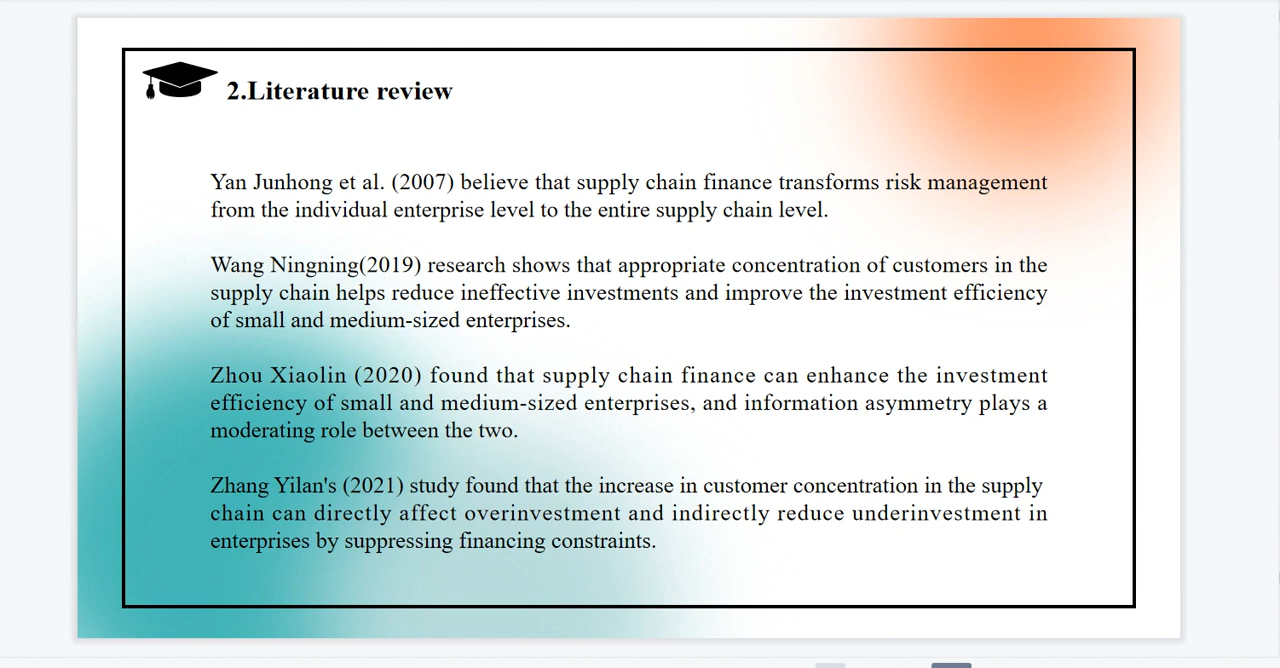 2.Literature review
Yan Junhong et al. (2007) believe that supply chain finance transforms risk management
from the individual enterprise level to the entire supply chain level.
Wang Ningning(2019) research shows that appropriate concentration of customers in the
supply chain helps reduce ineffective investments and improve the investment efficiency
of small and medium-sized enterprises.
Zhou Xiaolin (2020) found that supply chain finance can enhance the investment
efficiency of small and medium-sized enterprises, and information asymmetry plays a
moderating role between the two.
Zhang Yilan's (2021) study found that the increase in customer concentration in the supply
chain can directly affect overinvestment and indirectly reduce underinvestment in
enterprises by suppressing financing constraints.